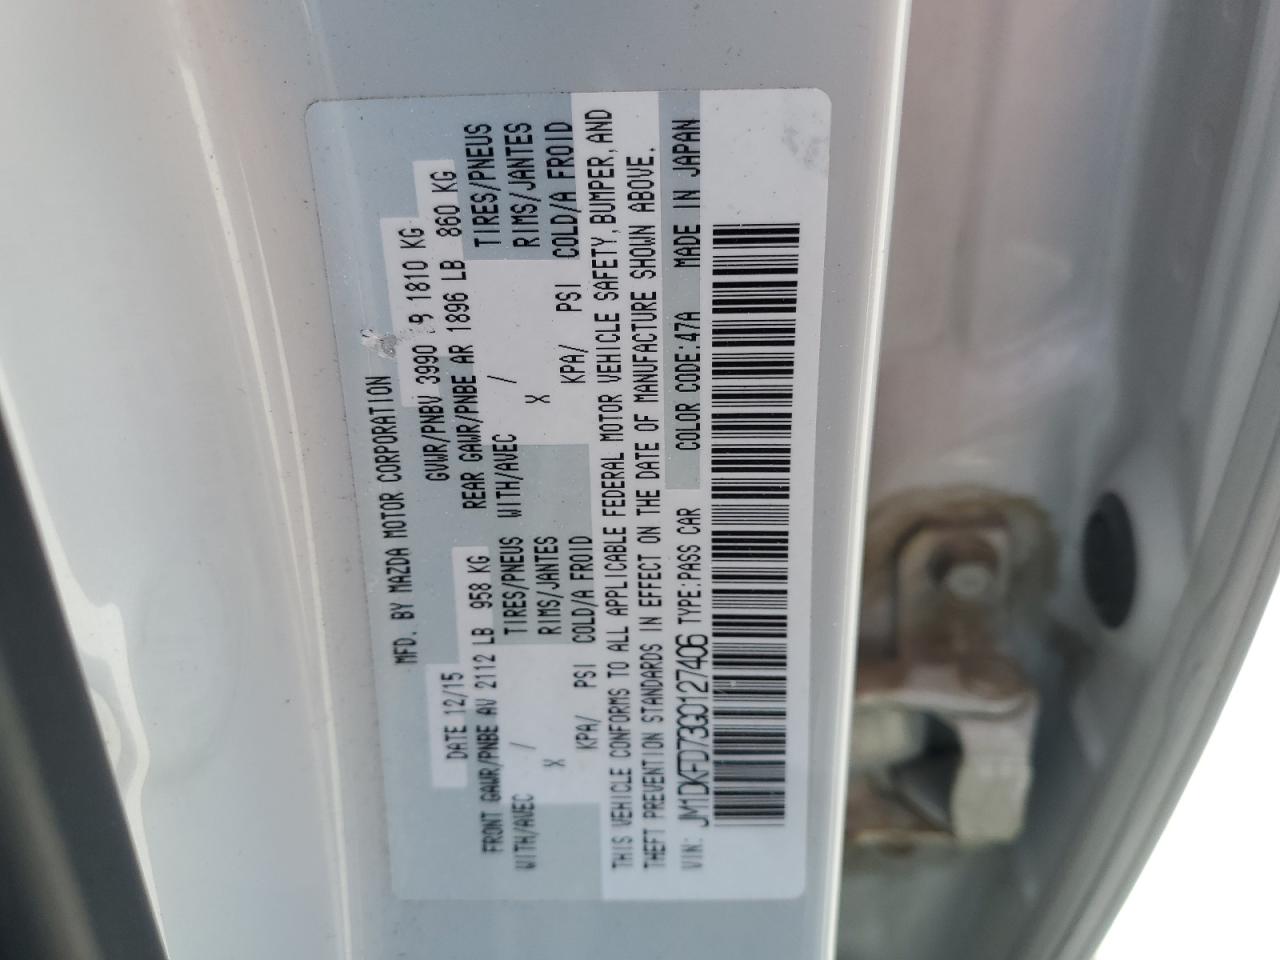 MFD. BY MAZDA MOTOR CORPORATION
DATE 12/15 GVWR/PNBV 3990 1810 KG
FRONT GAWR/PNBE AV 2112 LB 958 KG REAR GAWR/PNBE AR 1896 LB 860 KG
WITH/AVEC / TIRES/PNEUS WITH/AVEC / TIRES/PNEUS
X RIMS/JANTES X RIMS/JANTES
KPA/ PSI COLD/A FROID KPA/ PSI COLD/A FROID
THIS VEHICLE CONFORMS TO ALL APPLICABLE FEDERAL MOTOR VEHICLE SAFETY, BUMPER, AND
THEFT PREVENTION STANDARDS IN EFFECT ON THE DATE OF MANUFACTURE SHOWN ABOVE.
VIN: JM1DKFD73G0127406 TYPE:PASS CAR COLOR CODE:47A MADE IN JAPAN